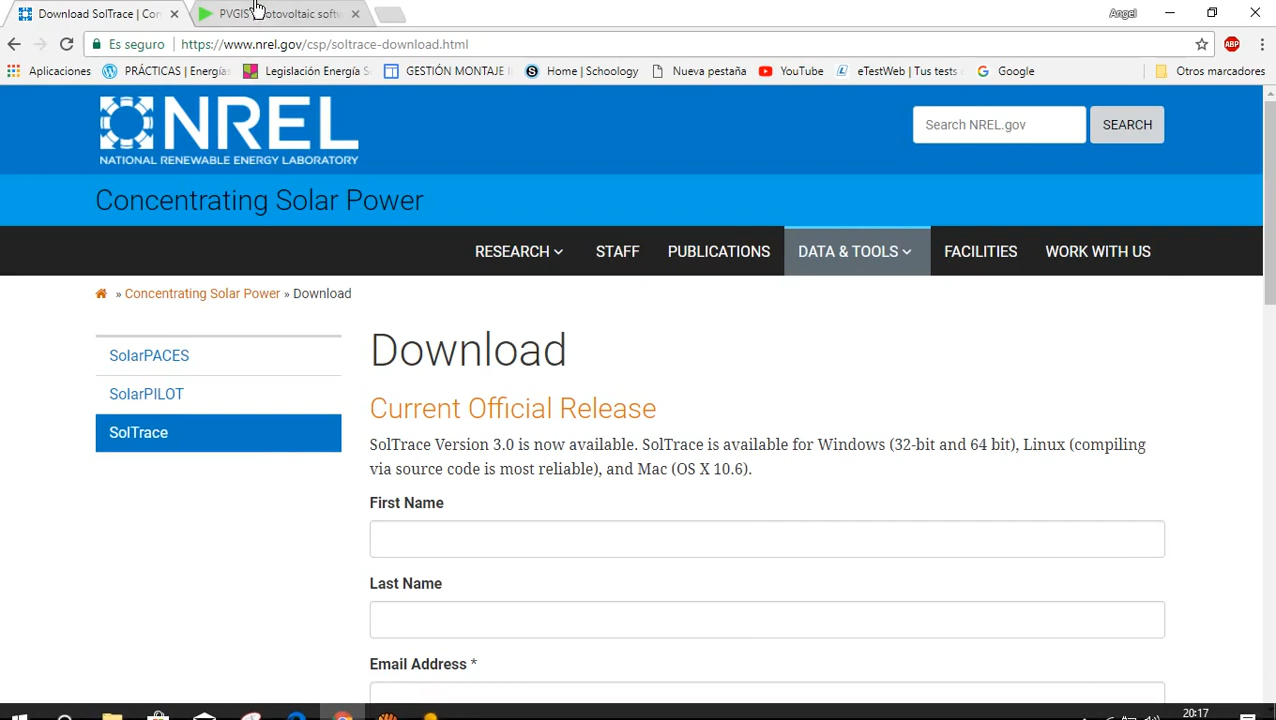 Download SolTrace | Con
PVGIS photovoltaic softw
Angel
Es seguro
https://www.nrel.gov/csp/soltrace-download.html
ABP
Aplicaciones
PRÁCTICAS | Energías
Legislación Energía S
GESTIÓN MONTAJE I
Home | Schoology
Nueva pestaña
YouTube
eTestWeb | Tus tests
Google
Otros marcadores
NREL
NATIONAL RENEWABLE ENERGY LABORATORY
Search NREL.gov
SEARCH
Concentrating Solar Power
RESEARCH
STAFF
PUBLICATIONS
DATA & TOOLS
FACILITIES
WORK WITH US
» Concentrating Solar Power » Download
SolarPACES
SolarPILOT
SolTrace
Download
Current Official Release
SolTrace Version 3.0 is now available. SolTrace is available for Windows (32-bit and 64 bit), Linux (compiling
via source code is most reliable), and Mac (OS X 10.6).
First Name
Last Name
Email Address *
20:17